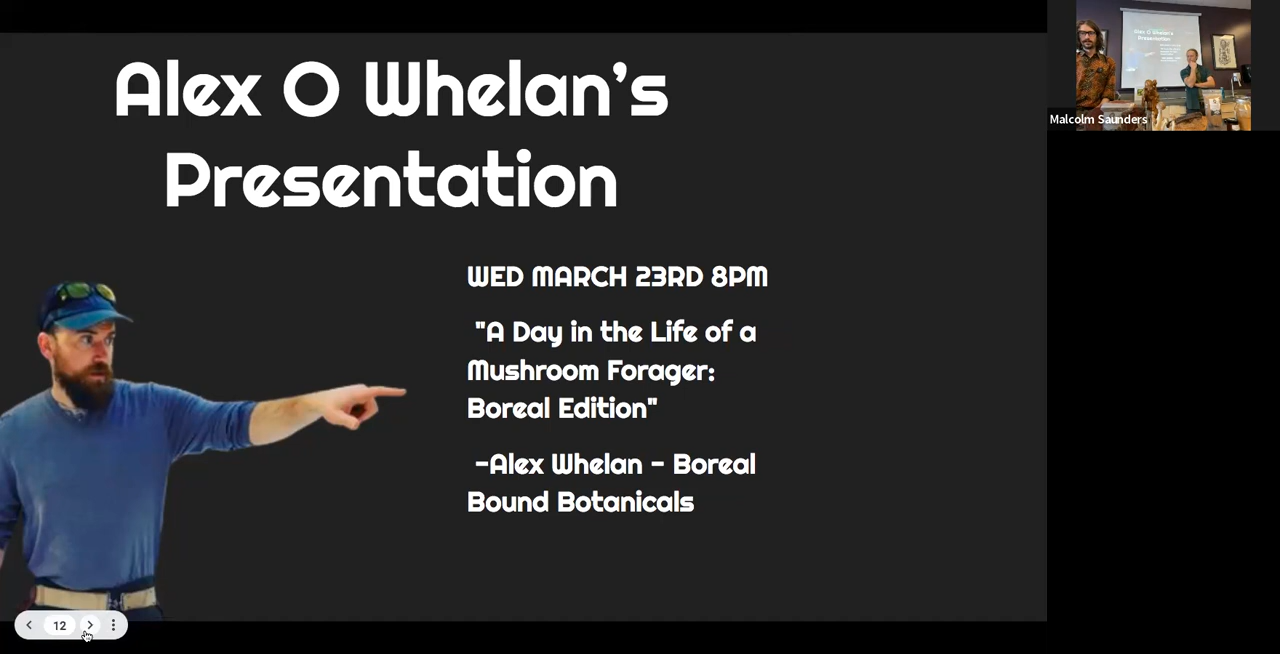 Alex O Whelan's
Presentation
WED MARCH 23RD 8PM
"A Day in the Life of a
Mushroom Forager:
Boreal Edition"
-Alex Whelan - Boreal
Bound Botanicals
Malcolm Saunders
12